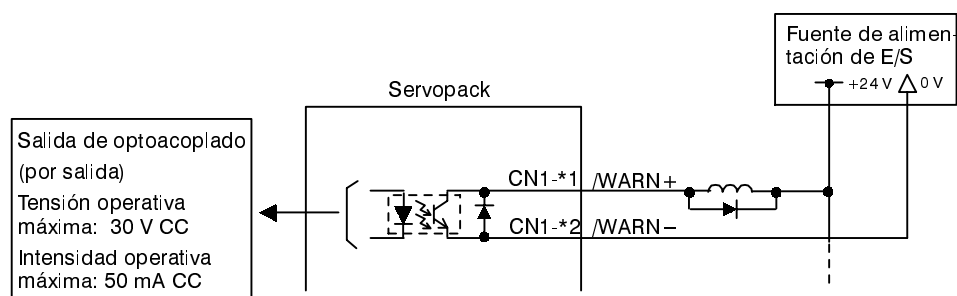 Fuente de alimen-
tación de E/S
+24 V 0 V
Servopack
Salida de optoacoplado
(por salida)
Tensión operativa
máxima: 30 V CC
Intensidad operativa
máxima: 50 mA CC
CN1-*1 /WARN+
CN1-*2 /WARN−